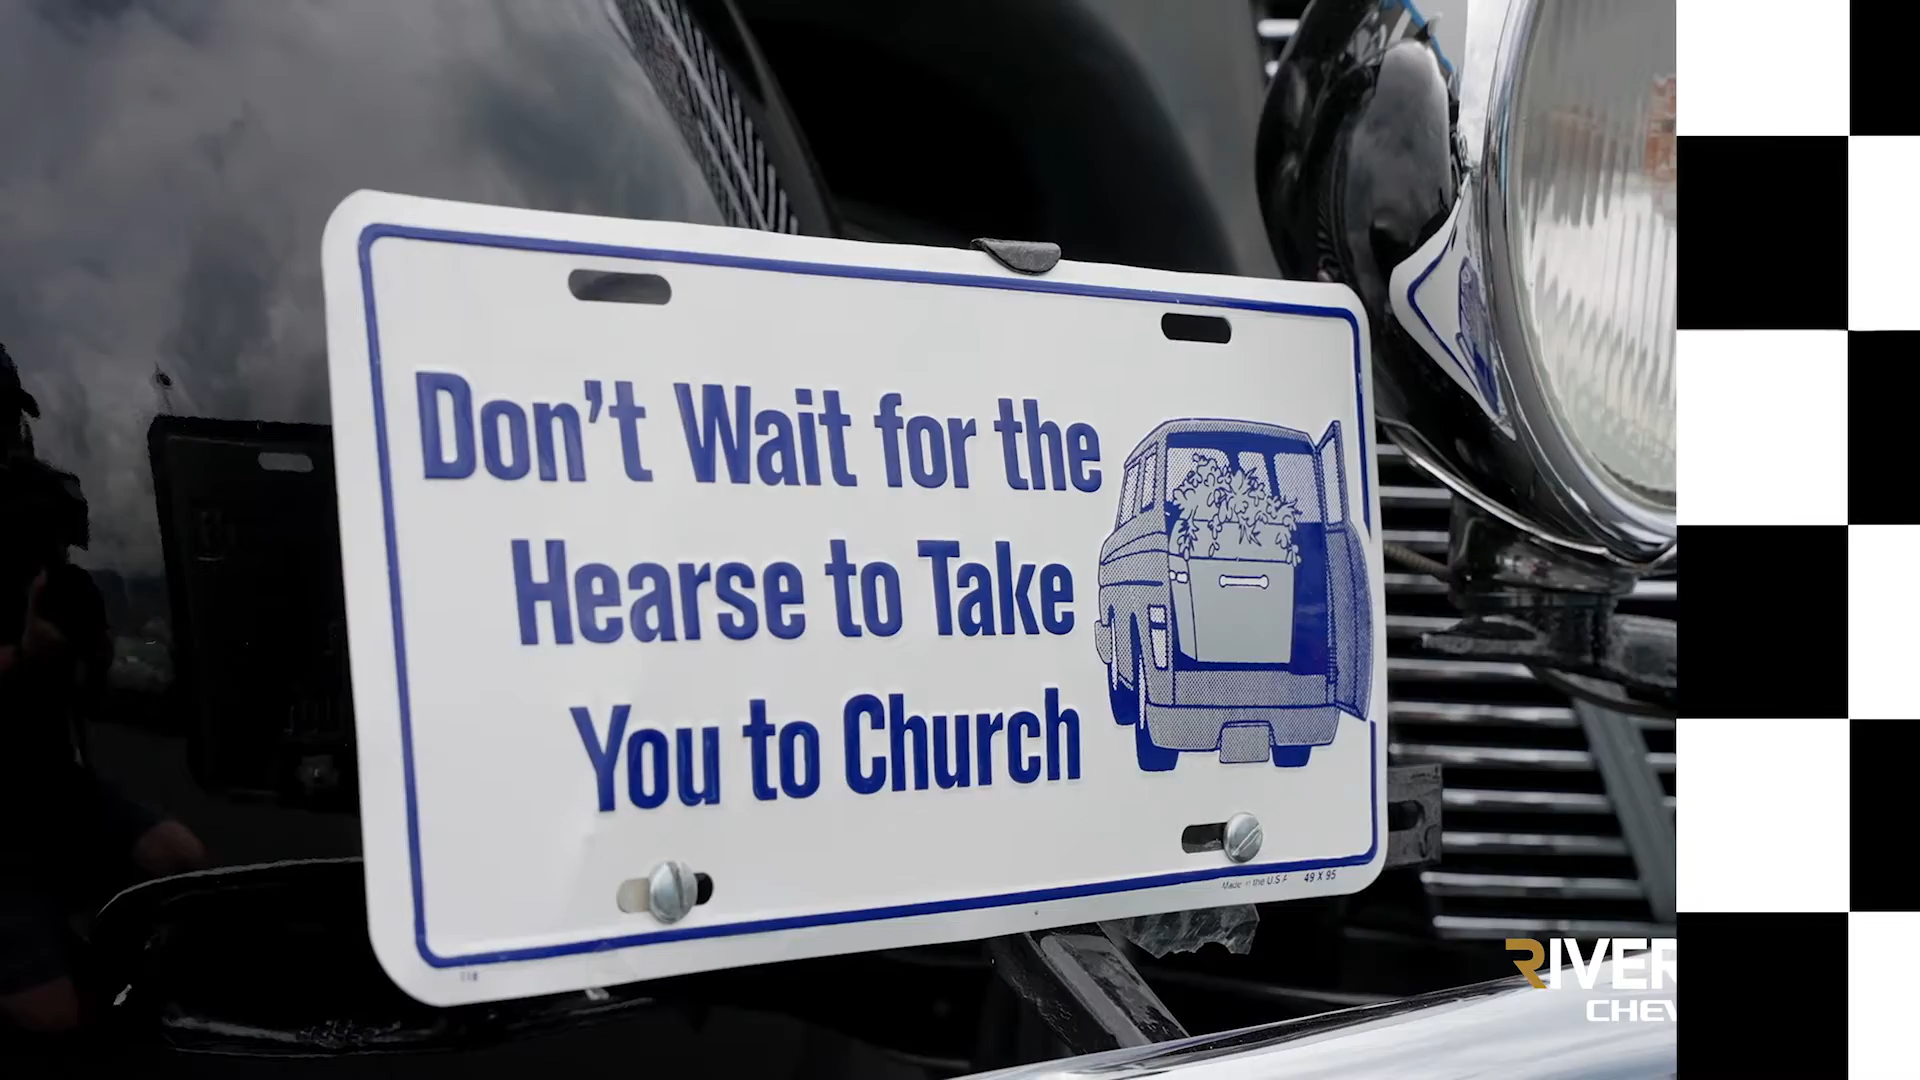 Don't Wait for the
Hearse to Take
You to Church
Made in the U.S.A 49 X 95
RIVER
CHEV